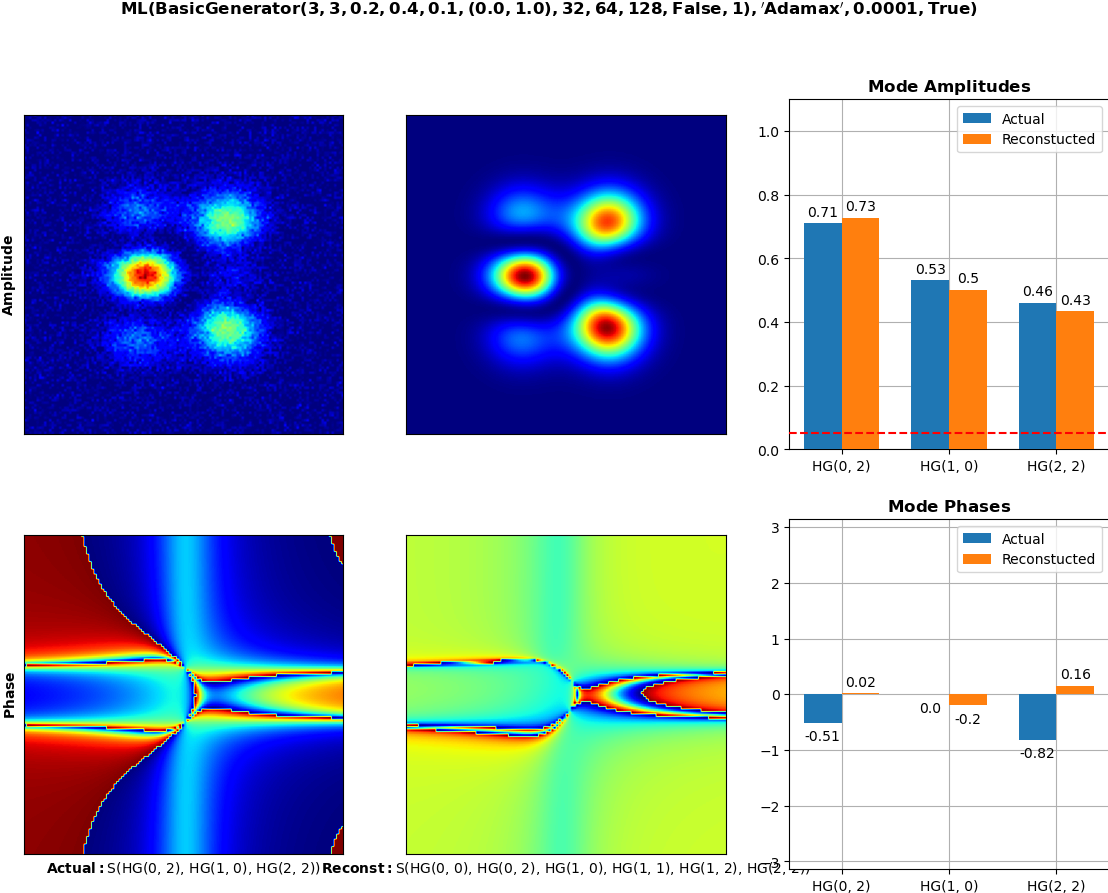 ML(BasicGenerator(3, 3, 0.2, 0.4, 0.1, (0.0, 1.0), 32, 64, 128, False, 1), ′Adamax′, 0.0001, True)
Mode Amplitudes
Amplitude
1.0
0.8
0.6
0.4
0.2
0.0
Actual
Reconstucted
0.71
0.73
0.53
0.5
0.46
0.43
HG(0, 2)
HG(1, 0)
HG(2, 2)
Mode Phases
Phase
3
2
1
0
−1
−2
−3
Actual
Reconstucted
-0.51
0.02
0.0
-0.2
-0.82
0.16
HG(0, 2)
HG(1, 0)
HG(2, 2)
Actual: S(HG(0, 2), HG(1, 0), HG(2, 2))
Reconst: S(HG(0, 0), HG(0, 2), HG(1, 0), HG(1, 1), HG(1, 2), HG(2, 2))